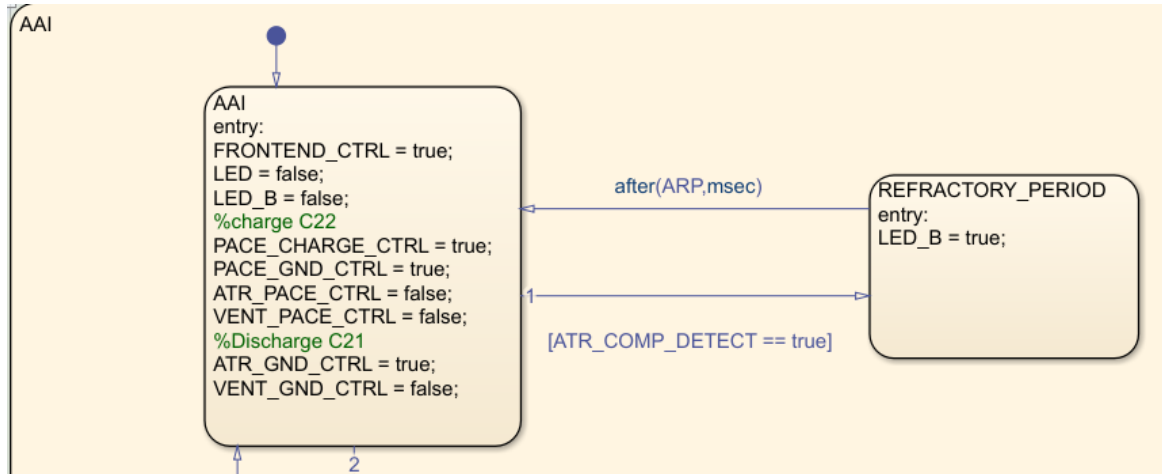 AAI
AAI
entry:
FRONTEND_CTRL = true;
LED = false;
LED_B = false;
%charge C22
PACE_CHARGE_CTRL = true;
PACE_GND_CTRL = true;
ATR_PACE_CTRL = false;
VENT_PACE_CTRL = false;
%Discharge C21
ATR_GND_CTRL = true;
VENT_GND_CTRL = false;
2
after(ARP,msec)
1
[ATR_COMP_DETECT == true]
REFRACTORY_PERIOD
entry:
LED_B = true;